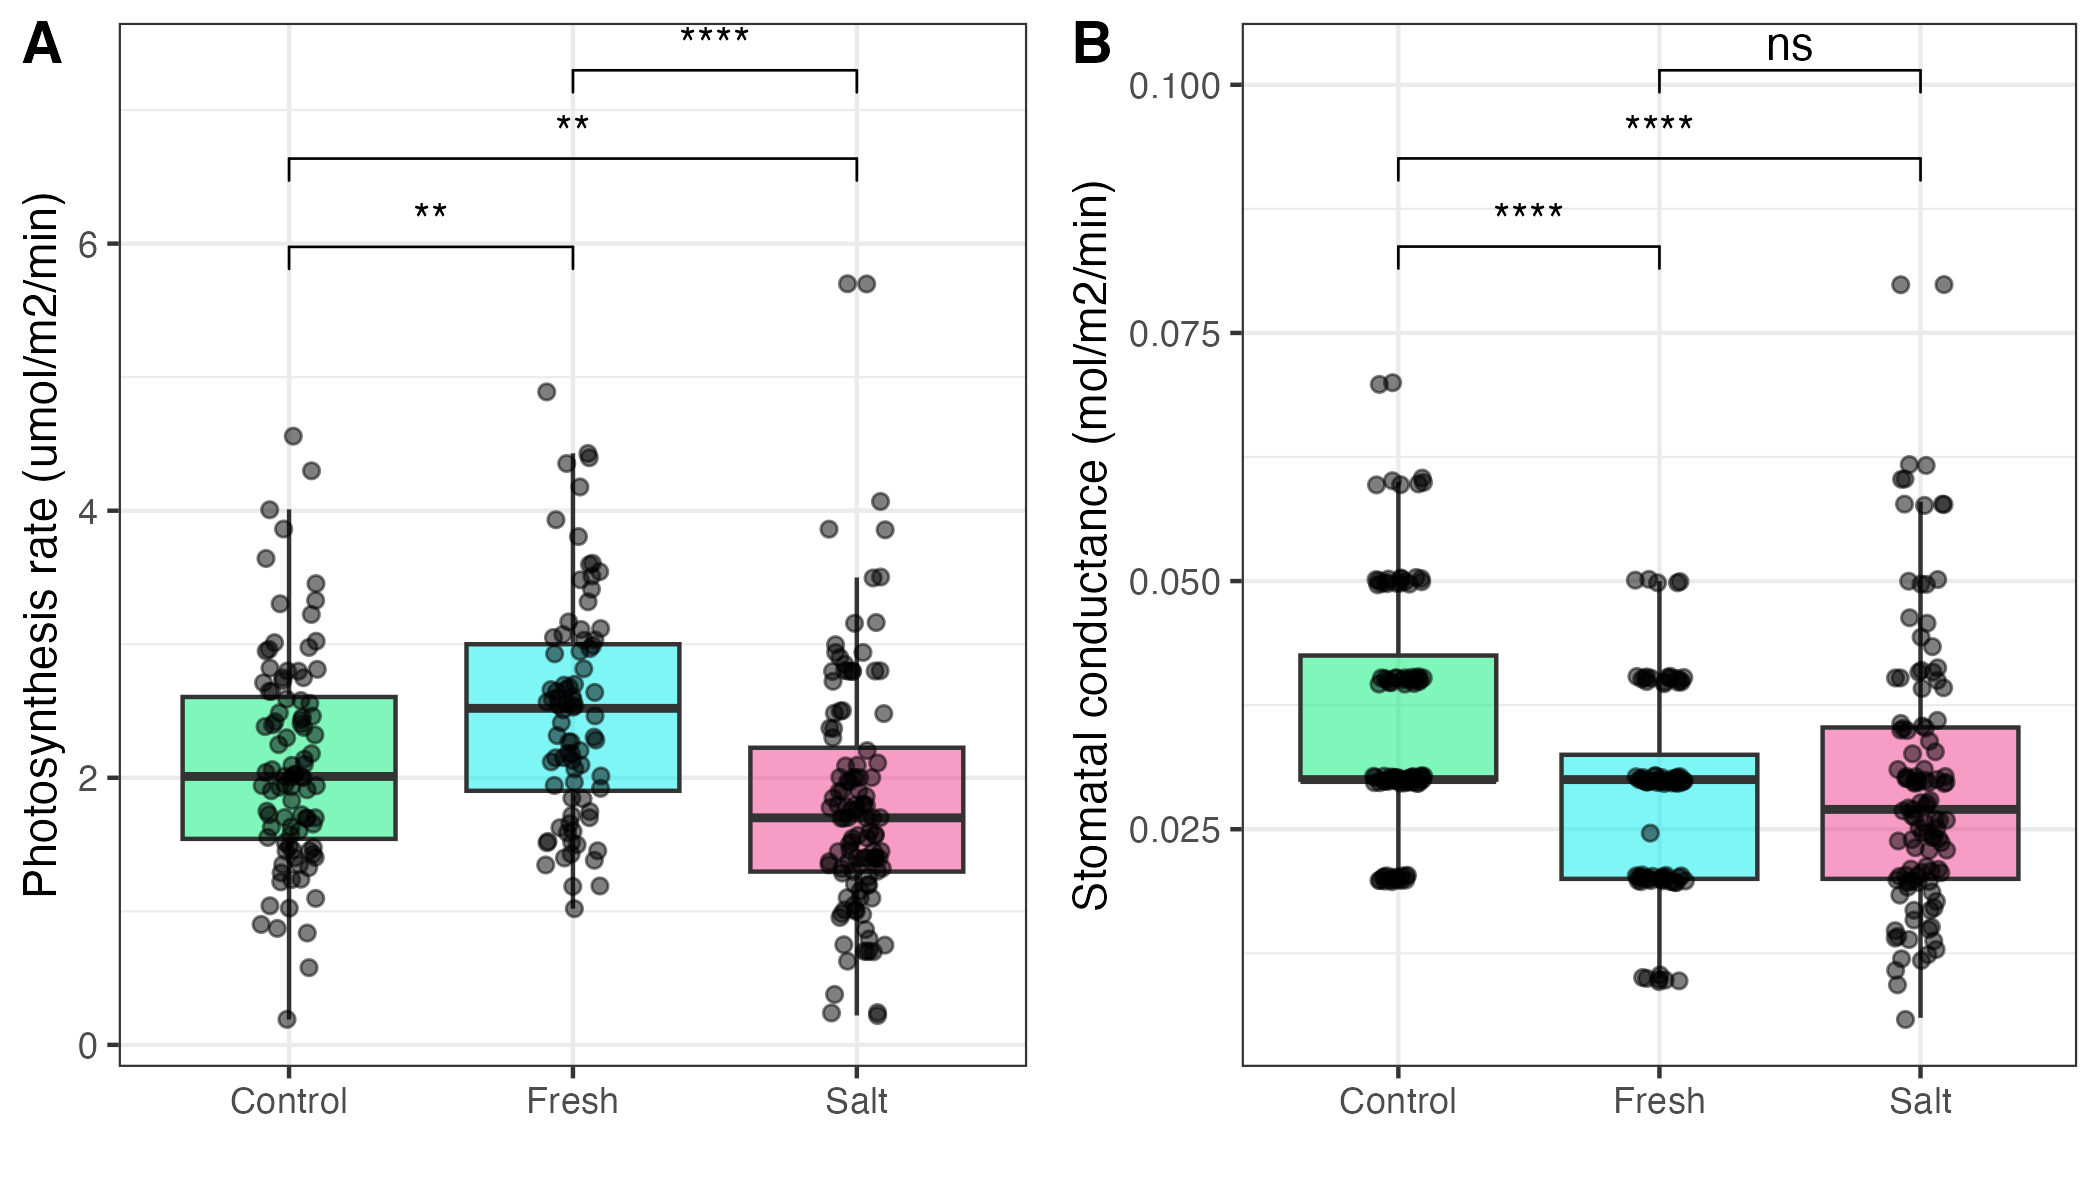 A
Photosynthesis rate (umol/m2/min)
****
**
**
6
4
2
0
Control Fresh Salt
B
Stomatal conductance (mol/m2/min)
ns
****
****
0.100
0.075
0.050
0.025
Control Fresh Salt